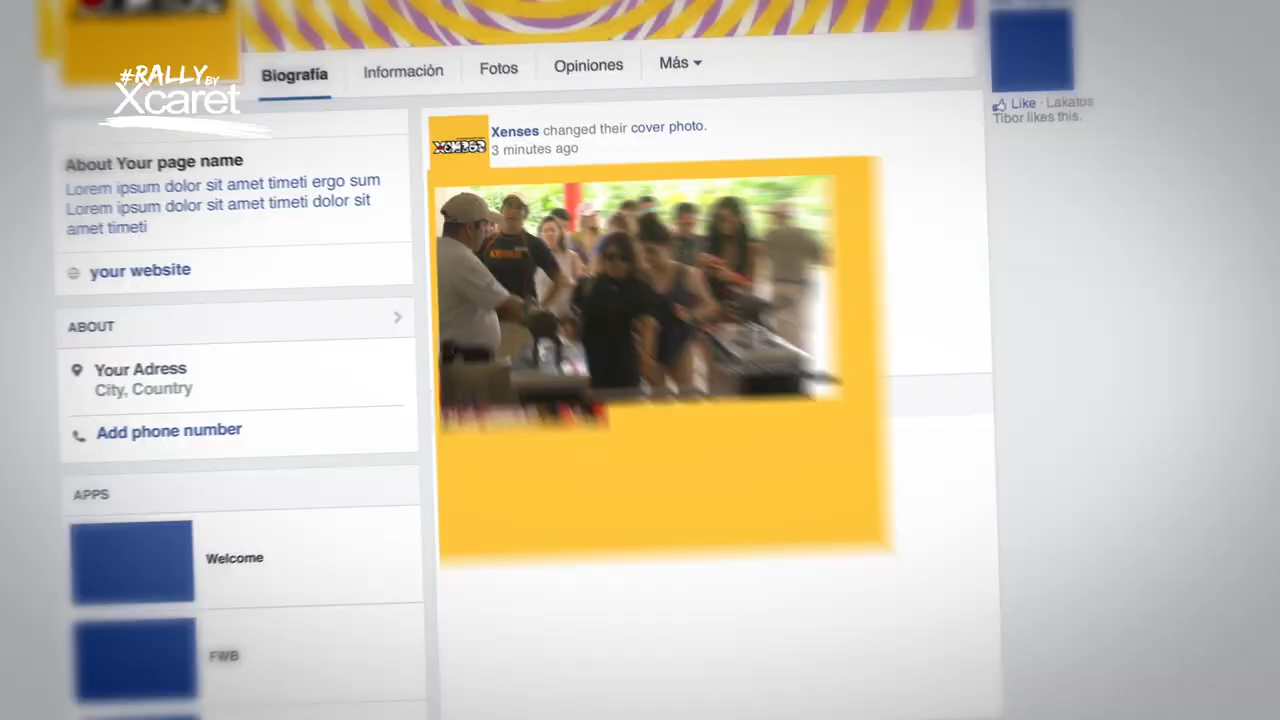 #RALLY BY
Xcaret
Biografía
Información
Fotos
Opiniones
Más
Like · Lakatos
Tibor likes this.
Xenses changed their cover photo.
3 minutes ago
About Your page name
Lorem ipsum dolor sit amet timeti ergo sum
Lorem ipsum dolor sit amet timeti dolor sit
amet timeti
your website
ABOUT
Your Adress
City, Country
Add phone number
APPS
Welcome
FWB